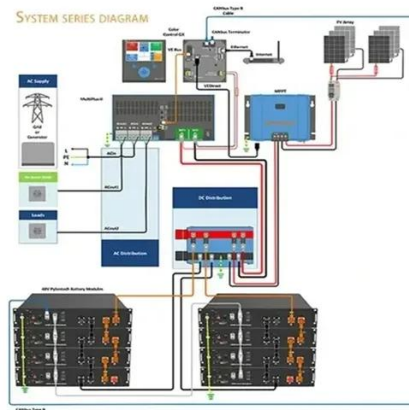 SYSTEM SERIES DIAGRAM
CANbus Type B
Cable
Color
Control GX
CANbus Terminator
PV Array
VE Bus
Ethernet
Internet
AC Supply
VE.Direct
MultiPlus-II
MPPT
Grid
or
Generator
L
PE
N
ACin
ACout1
Loads
ACout2
DC Distribution
AC Distribution
48V Pylontech Battery Modules
CANbus Type B